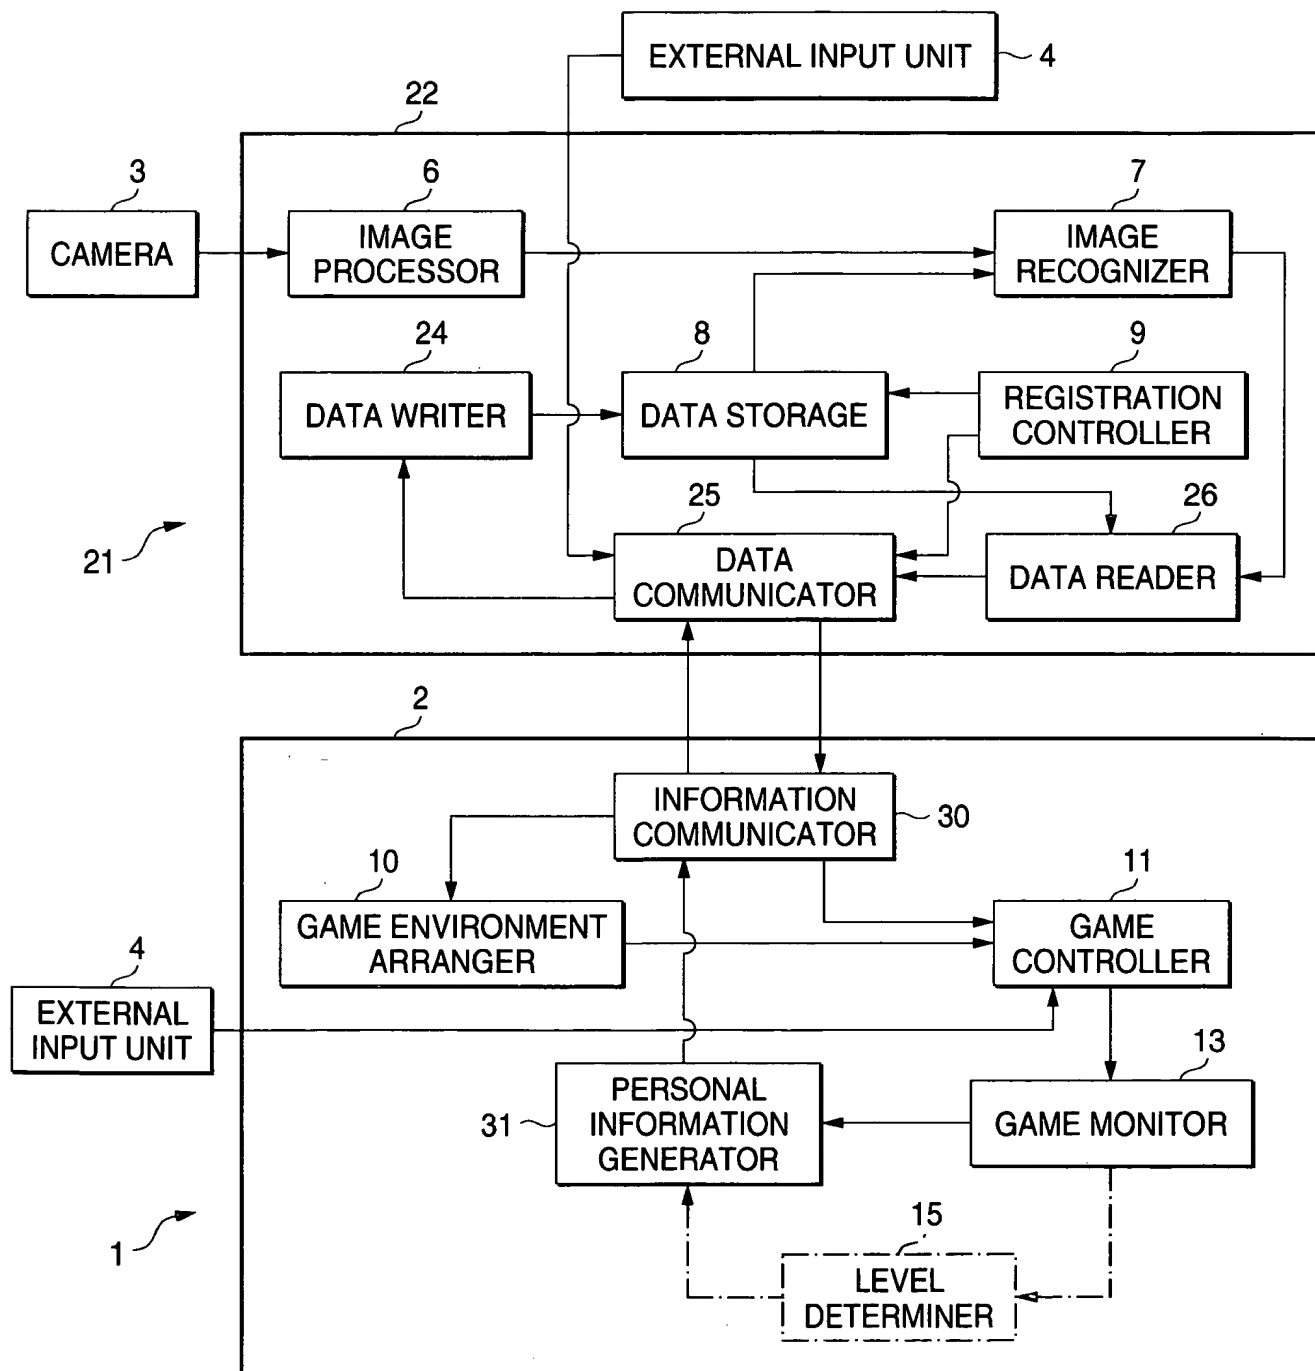 EXTERNAL INPUT UNIT
4
22
3
CAMERA
6
IMAGE
PROCESSOR
7
IMAGE
RECOGNIZER
24
DATA WRITER
8
DATA STORAGE
9
REGISTRATION
CONTROLLER
21
25
DATA
COMMUNICATOR
26
DATA READER
2
INFORMATION
COMMUNICATOR
30
10
GAME ENVIRONMENT
ARRANGER
11
GAME
CONTROLLER
4
EXTERNAL
INPUT UNIT
31
PERSONAL
INFORMATION
GENERATOR
13
GAME MONITOR
1
15
LEVEL
DETERMINER